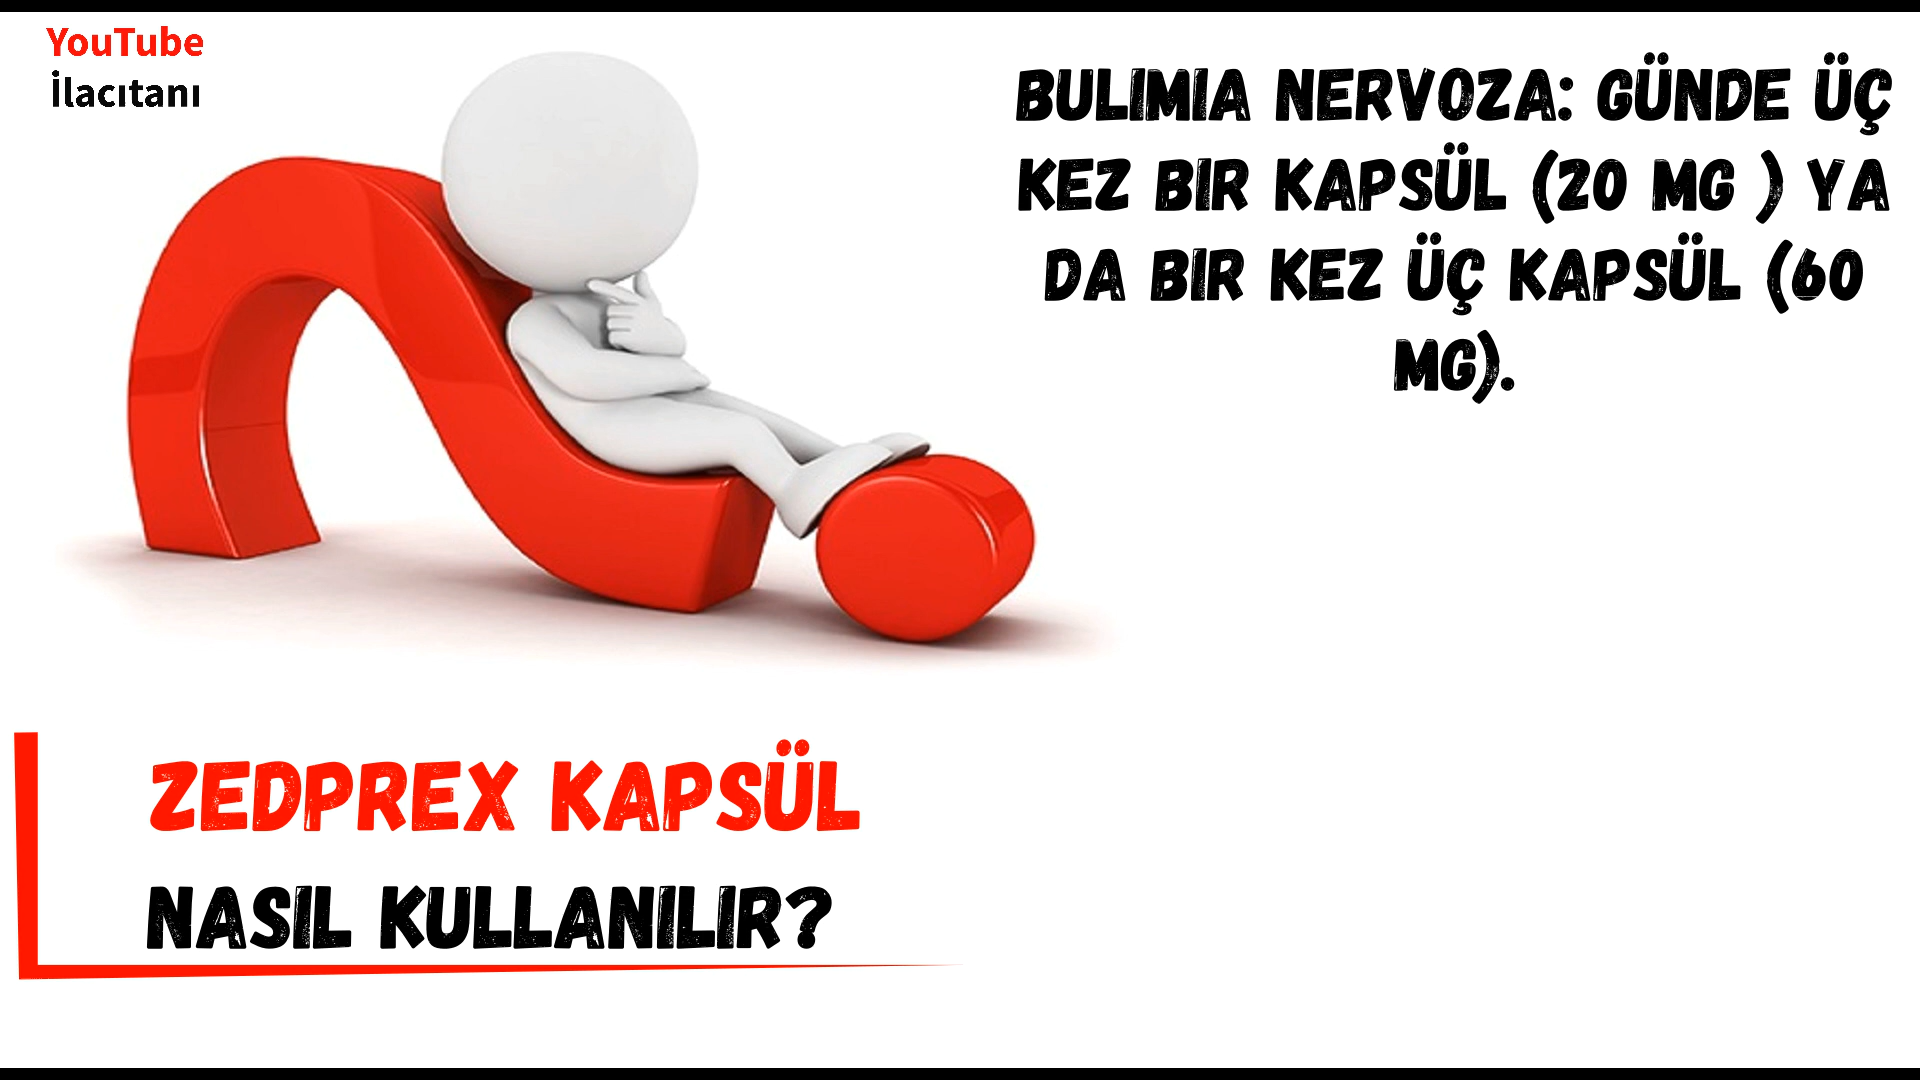 YouTube
İlacıtanı
BULIMIA NERVOZA: GÜNDE ÜÇ
KEZ BIR KAPSÜL (20 MG ) YA
DA BIR KEZ ÜÇ KAPSÜL (60
MG).
ZEDPREX KAPSÜL
NASIL KULLANILIR?